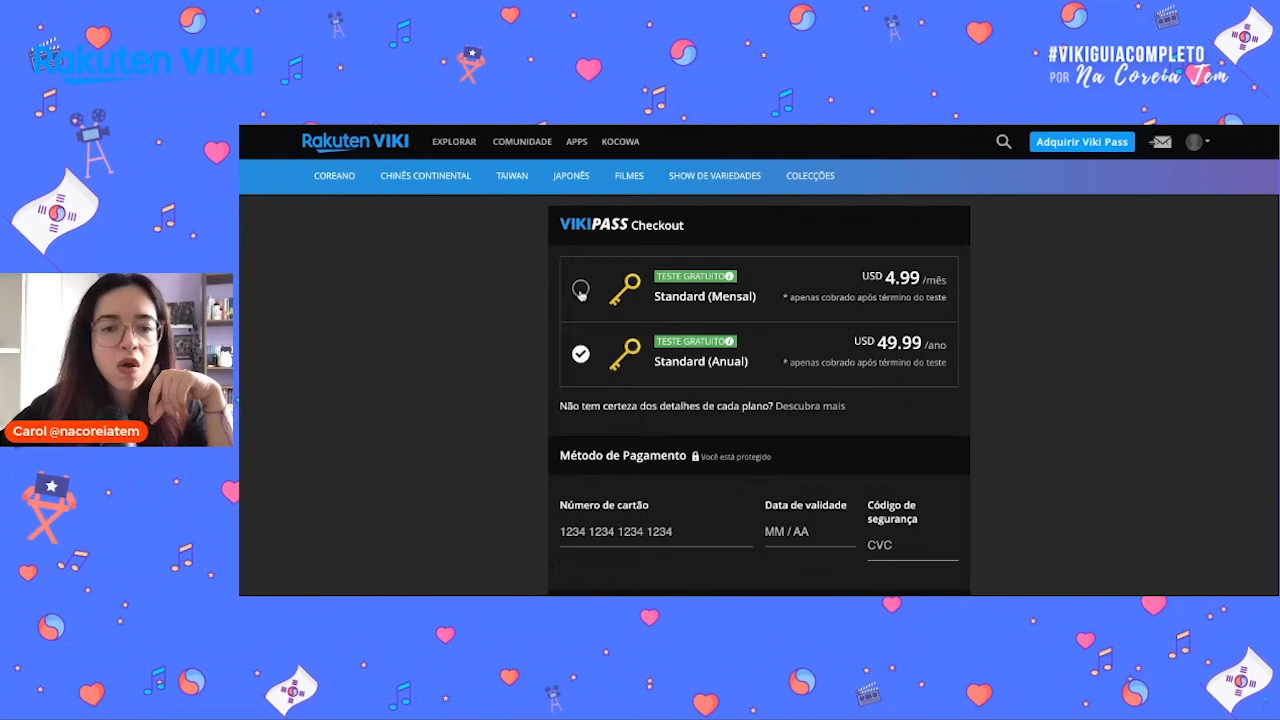 Rakuten VIKI
#VIKIGUIACOMPLETO
POR Na Coreia Tem
Rakuten VIKI EXPLORAR COMUNIDADE APPS KOCOWA Adquirir Viki Pass
COREANO CHINÊS CONTINENTAL TAIWAN JAPONÊS FILMES SHOW DE VARIEDADES COLECÇÕES
VIKIPASS Checkout
TESTE GRATUITO USD 4.99 /mês
Standard (Mensal) * apenas cobrado após término do teste
TESTE GRATUITO USD 49.99 /ano
Standard (Anual) * apenas cobrado após término do teste
Não tem certeza dos detalhes de cada plano? Descubra mais
Método de Pagamento Você está protegido
Número de cartão Data de validade Código de
segurança
1234 1234 1234 1234 MM / AA
CVC
Carol @nacoreiatem